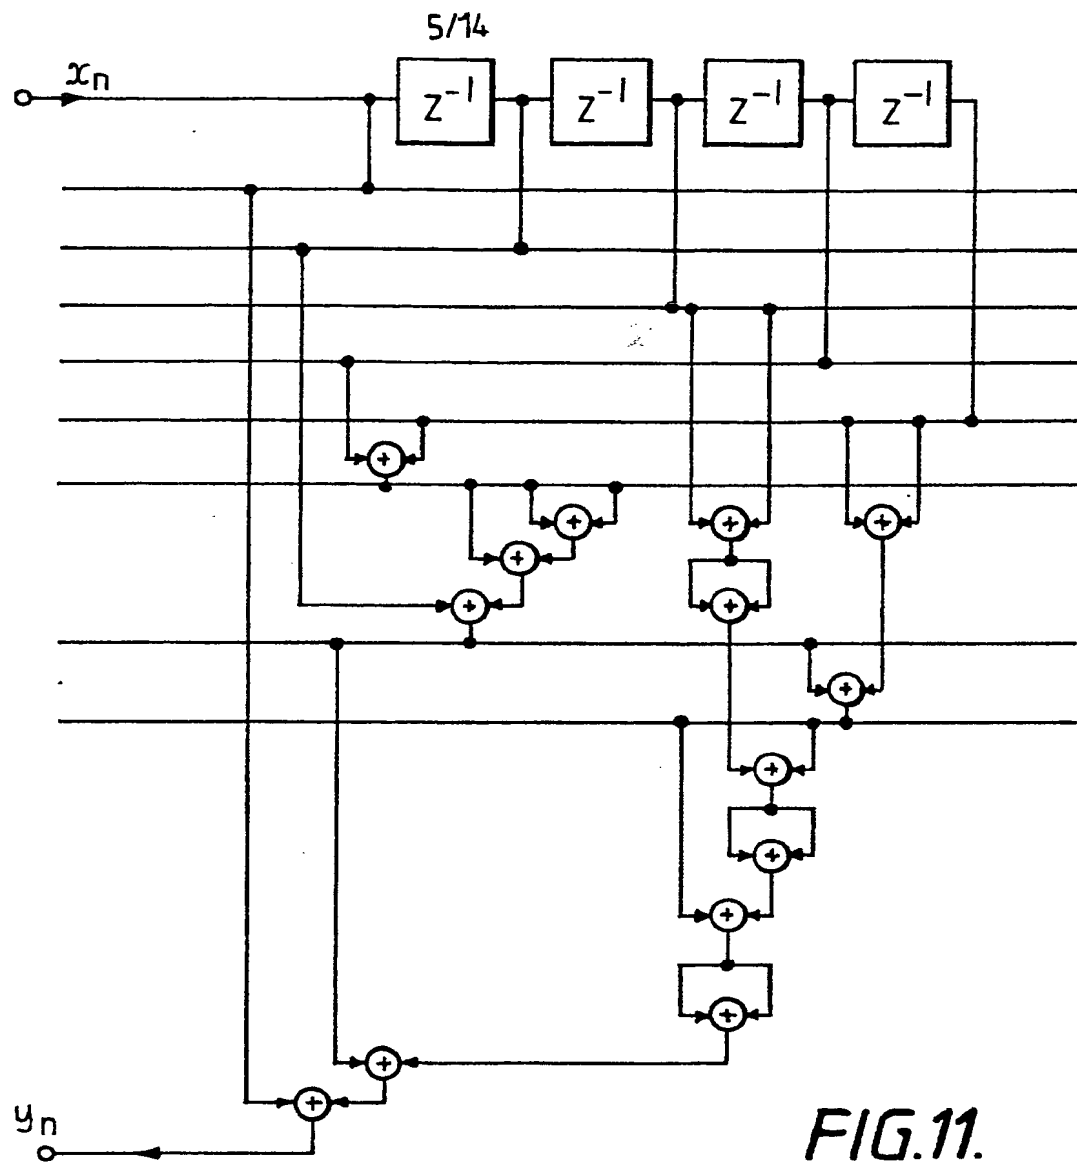 5/14
xn
Z⁻¹ Z⁻¹ Z⁻¹ Z⁻¹
+
+ + +
+
+ +
+
+
+
+
+
+
+
yn
FIG.11.